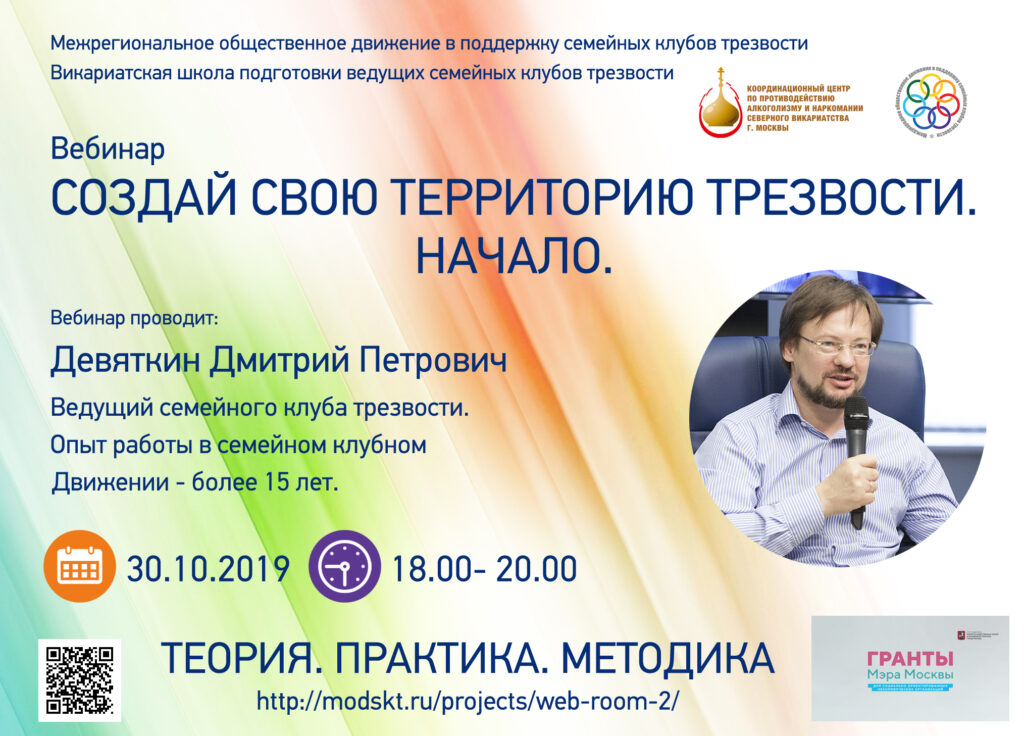 Межрегиональное общественное движение в поддержку семейных клубов трезвости
Викариатская школа подготовки ведущих семейных клубов трезвости
КООРДИНАЦИОННЫЙ ЦЕНТР
ПО ПРОТИВОДЕЙСТВИЮ
АЛКОГОЛИЗМУ И НАРКОМАНИИ
СЕВЕРНОГО ВИКАРИАТСТВА
Г. МОСКВЫ
Вебинар
СОЗДАЙ СВОЮ ТЕРРИТОРИЮ ТРЕЗВОСТИ.
НАЧАЛО.
Вебинар проводит:
Девяткин Дмитрий Петрович
Ведущий семейного клуба трезвости.
Опыт работы в семейном клубном
Движении - более 15 лет.
30.10.2019
18.00- 20.00
ТЕОРИЯ. ПРАКТИКА. МЕТОДИКА
http://modskt.ru/projects/web-room-2/
ГРАНТЫ
Мэра Москвы